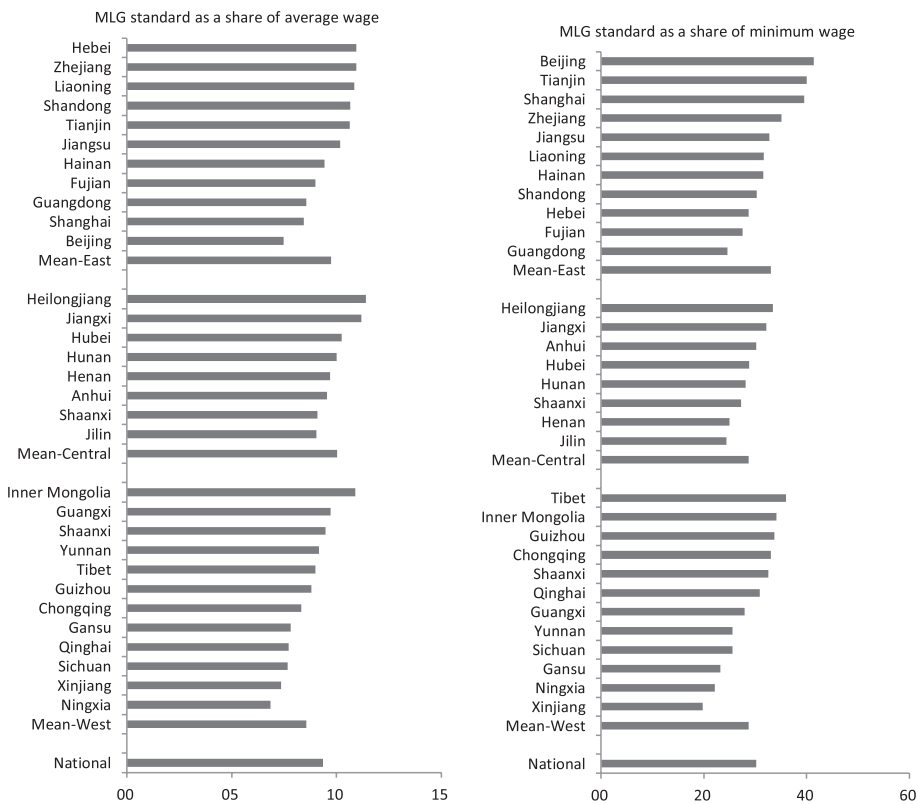 MLG standard as a share of average wage
Hebei
Zhejiang
Liaoning
Shandong
Tianjin
Jiangsu
Hainan
Fujian
Guangdong
Shanghai
Beijing
Mean-East
Heilongjiang
Jiangxi
Hubei
Hunan
Henan
Anhui
Shaanxi
Jilin
Mean-Central
Inner Mongolia
Guangxi
Shaanxi
Yunnan
Tibet
Guizhou
Chongqing
Gansu
Qinghai
Sichuan
Xinjiang
Ningxia
Mean-West
National
00 05 10 15
MLG standard as a share of minimum wage
Beijing
Tianjin
Shanghai
Zhejiang
Jiangsu
Liaoning
Hainan
Shandong
Hebei
Fujian
Guangdong
Mean-East
Heilongjiang
Jiangxi
Anhui
Hubei
Hunan
Shaanxi
Henan
Jilin
Mean-Central
Tibet
Inner Mongolia
Guizhou
Chongqing
Shaanxi
Qinghai
Guangxi
Yunnan
Sichuan
Gansu
Ningxia
Xinjiang
Mean-West
National
00 20 40 60